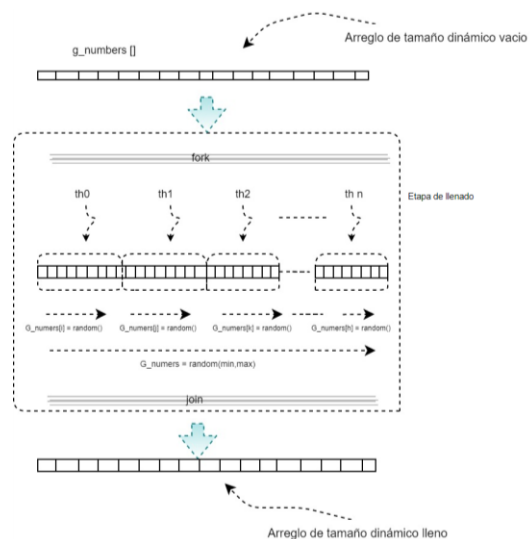 Arreglo de tamaño dinámico vacio
g_numbers []
fork
th0 th1 th2 th n
Etapa de llenado
G_numers[i] = random() G_numers[j] = random() G_numers[k] = random() G_numers[h] = random()
G_numers = random(min,max)
join
Arreglo de tamaño dinámico lleno